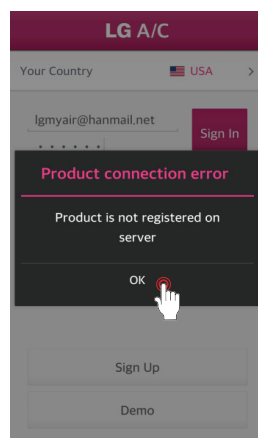 LG A/C
Your Country USA >
lgmyair@hanmail.net
Sign In
Product connection error
Product is not registered on
server
OK
Sign Up
Demo